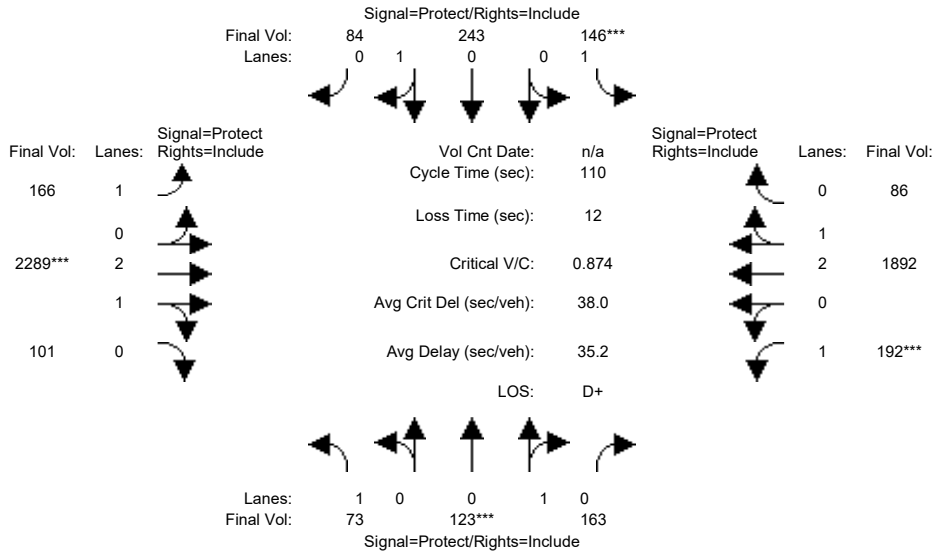 Signal=Protect/Rights=Include
Final Vol: 84 243 146***
Lanes: 0 1 0 0 1
Signal=Protect
Final Vol: Lanes: Rights=Include Vol Cnt Date: n/a
Signal=Protect
Rights=Include Lanes: Final Vol:
Cycle Time (sec): 110
166 1 0 86
Loss Time (sec): 12
0 1
2289*** 2 Critical V/C: 0.874 2 1892
1 Avg Crit Del (sec/veh): 38.0 0
101 0 Avg Delay (sec/veh): 35.2 1 192***
LOS: D+
Lanes: 1 0 0 1 0
Final Vol: 73 123*** 163
Signal=Protect/Rights=Include